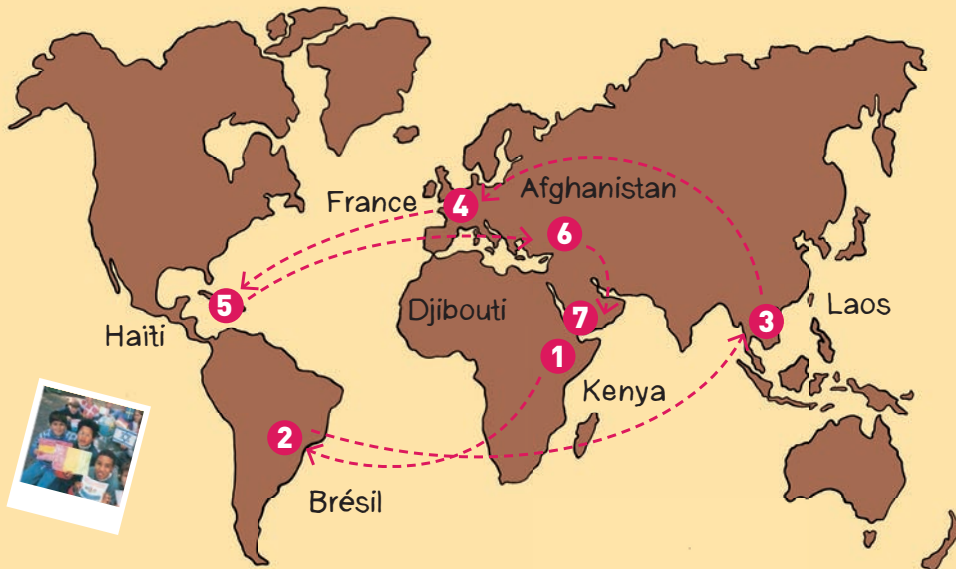 France
Afghanistan
4
6
5
7
Djibouti
3
Laos
Haïti
1
Kenya
2
Brésil